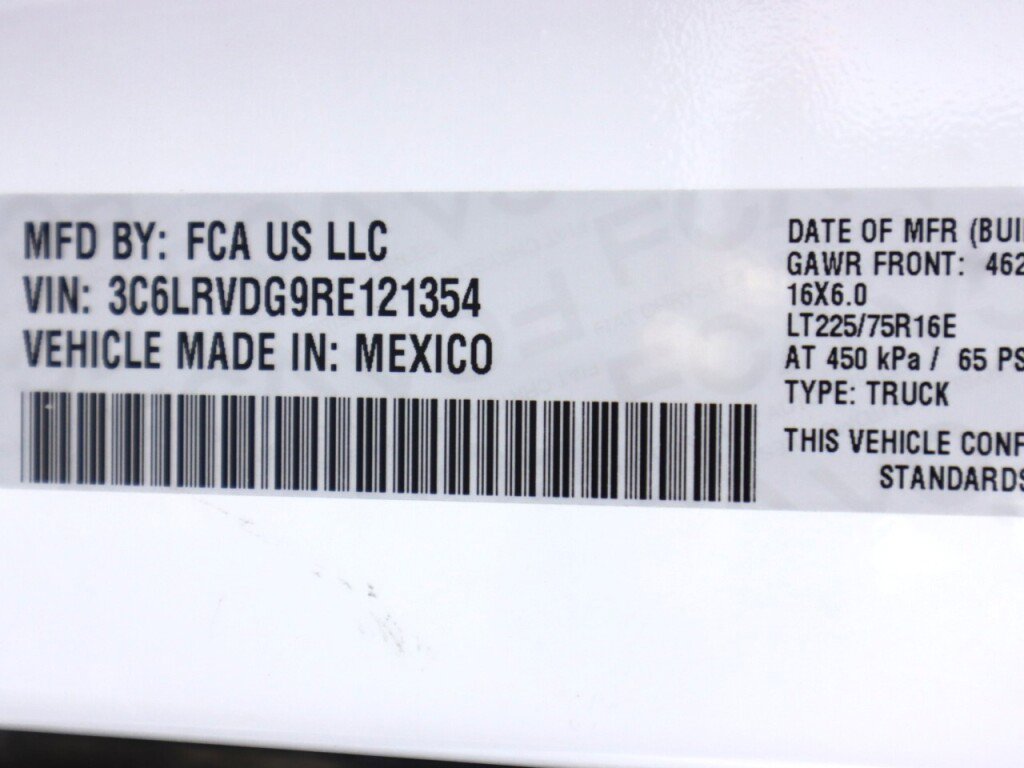 MFD BY: FCA US LLC
VIN: 3C6LRVDG9RE121354
VEHICLE MADE IN: MEXICO
DATE OF MFR (BUI
GAWR FRONT: 462
16X6.0
LT225/75R16E
AT 450 kPa / 65 PS
TYPE: TRUCK
THIS VEHICLE CONF
STANDARDS